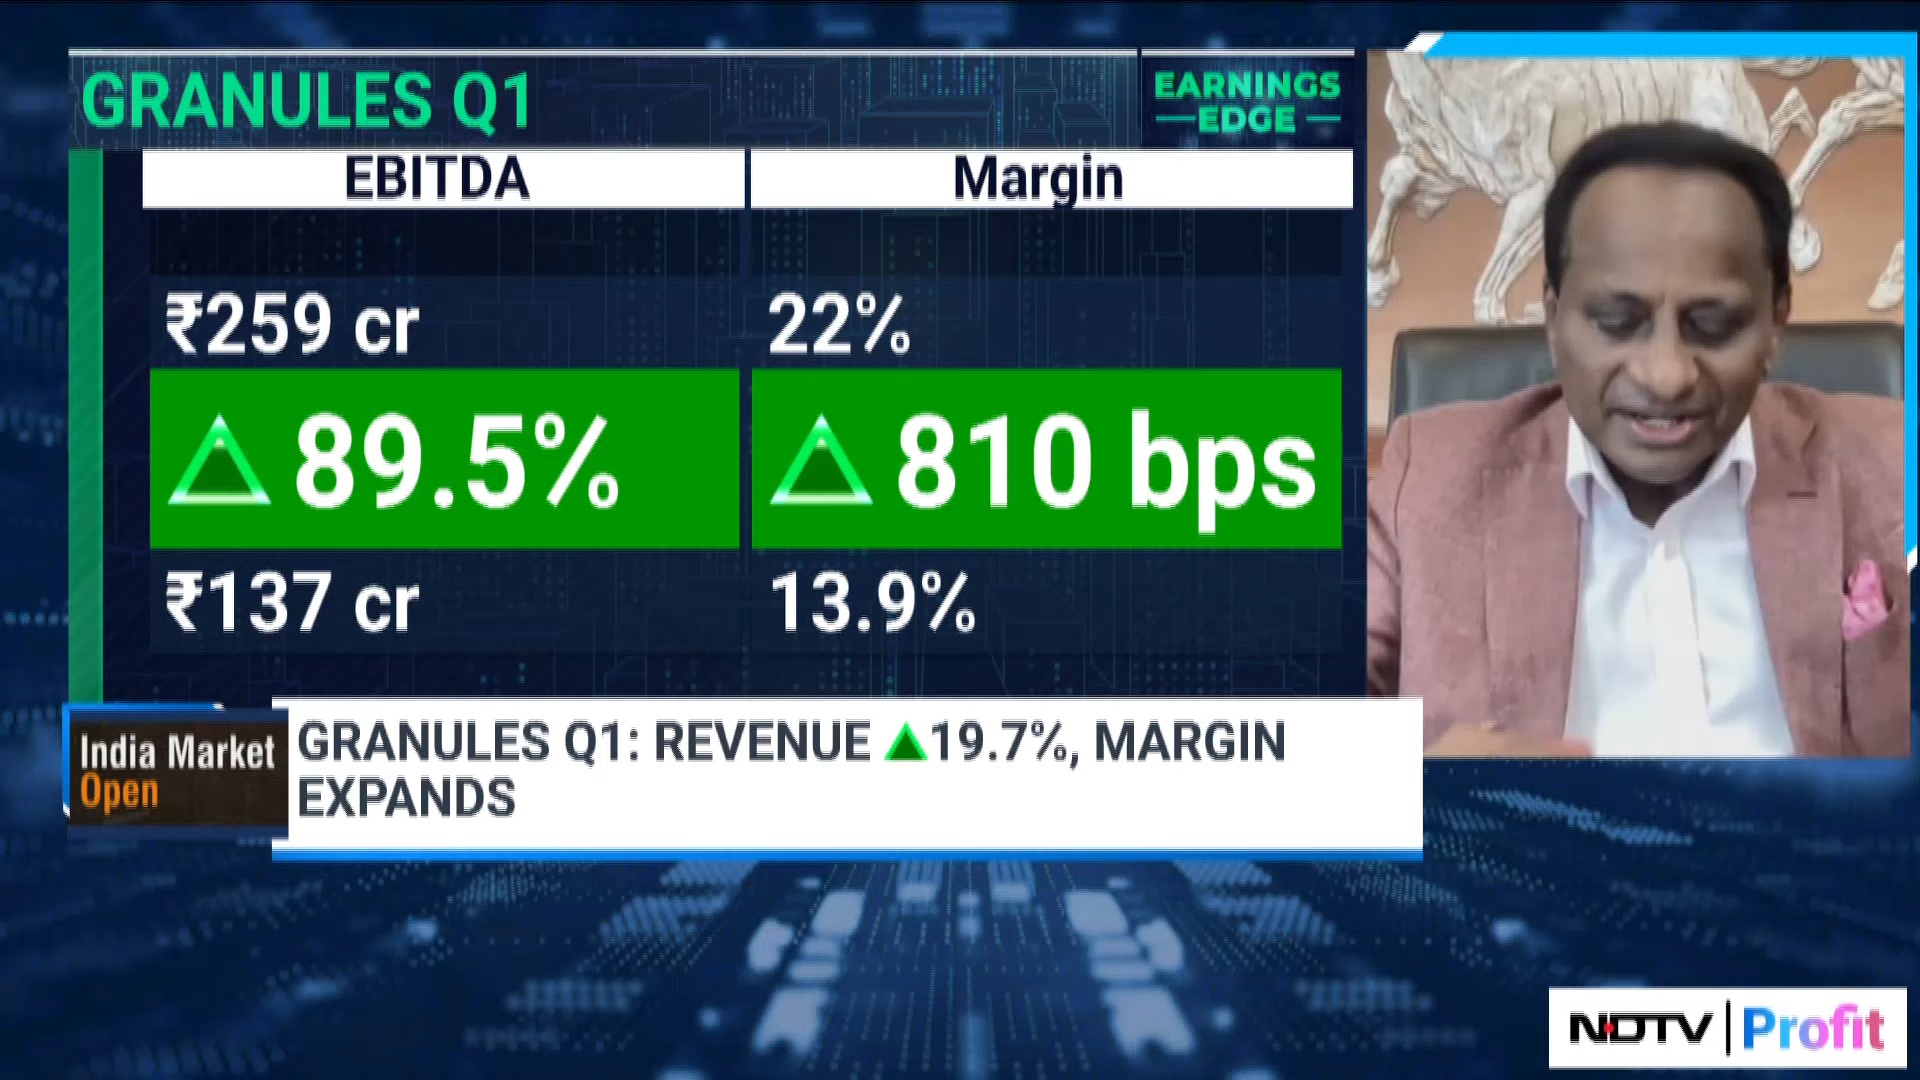 GRANULES Q1
EARNINGS
EDGE
EBITDA
Margin
₹259 cr
22%
89.5%
810 bps
₹137 cr
13.9%
India Market
Open
GRANULES Q1: REVENUE ▲19.7%, MARGIN
EXPANDS
NDTV | Profit